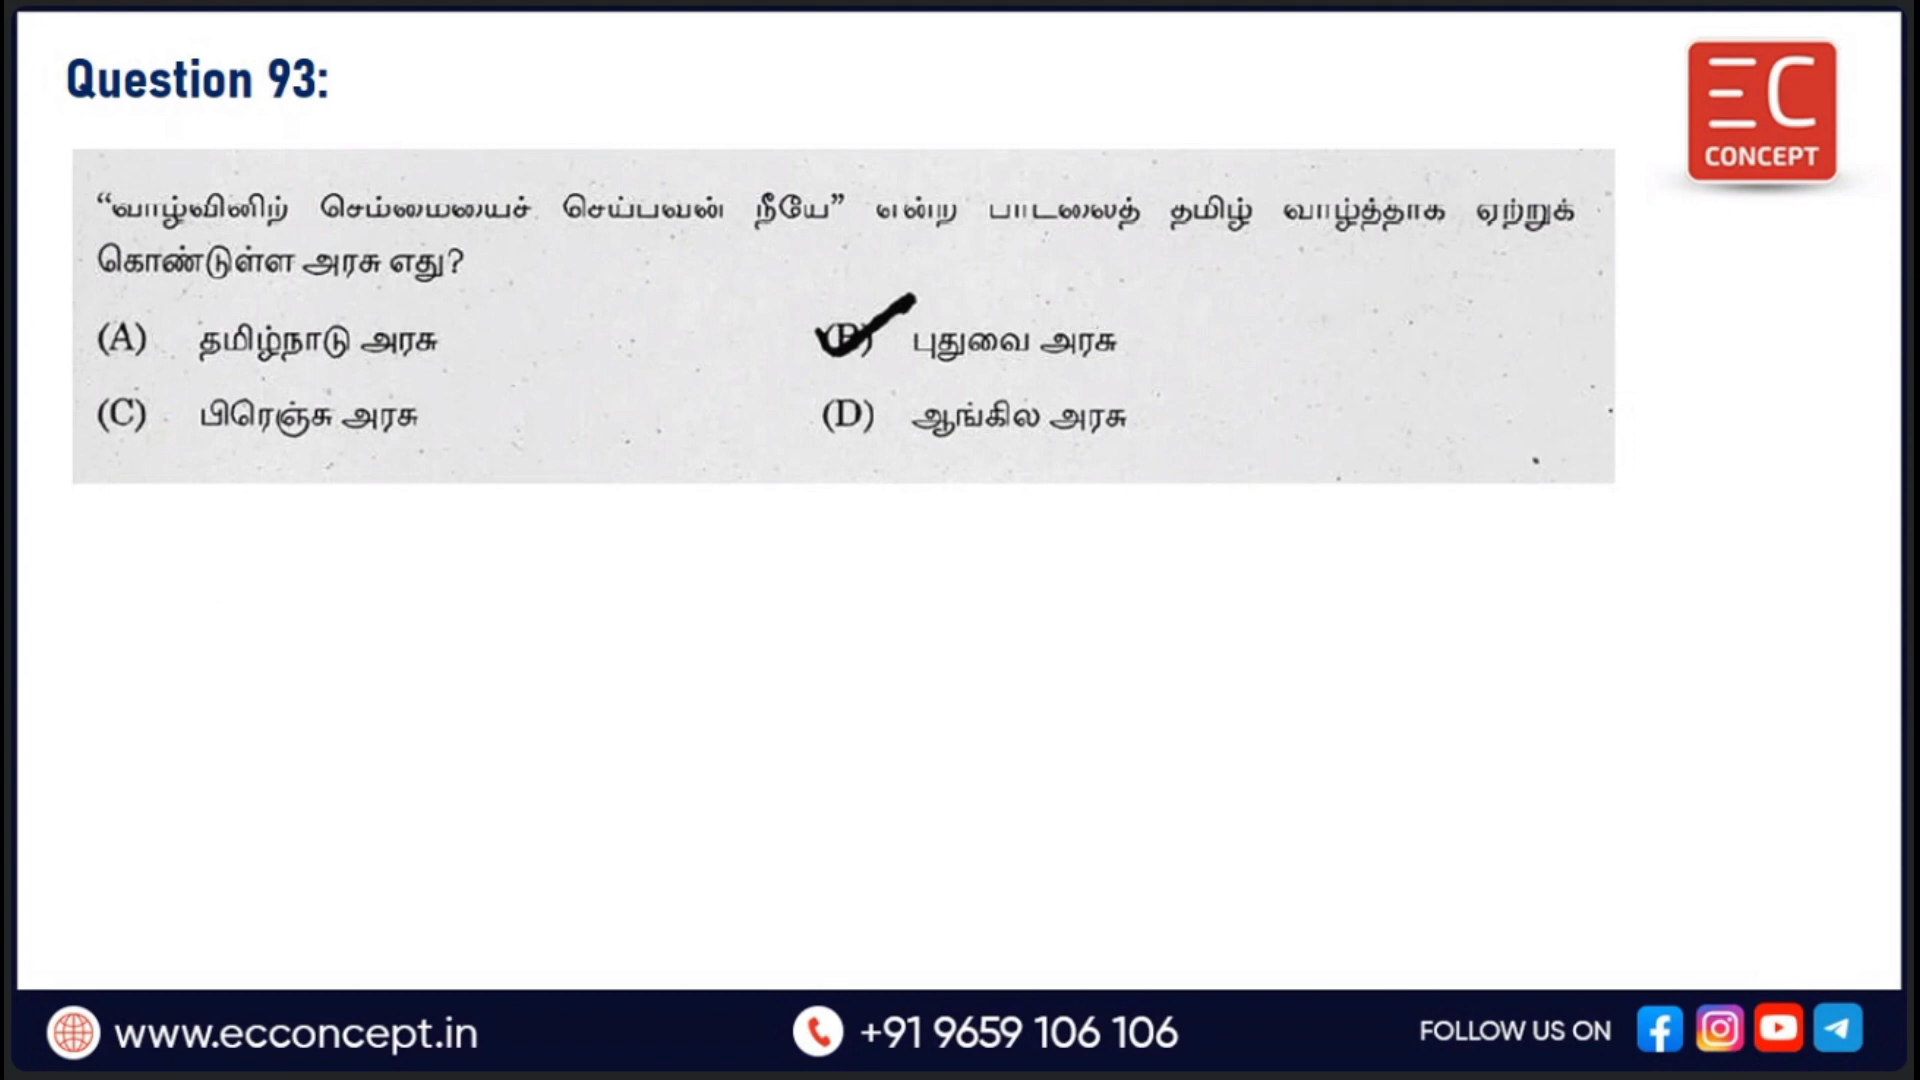 Question 93:
EC
CONCEPT
“வாழ்வினிற் செம்மையைச் செய்பவன் நீயே” என்ற பாடலைத் தமிழ் வாழ்த்தாக ஏற்றுக்
கொண்டுள்ள அரசு எது?
(A) தமிழ்நாடு அரசு (B) புதுவை அரசு
(C) பிரெஞ்சு அரசு (D) ஆங்கில அரசு
www.ecconcept.in +91 9659 106 106 FOLLOW US ON